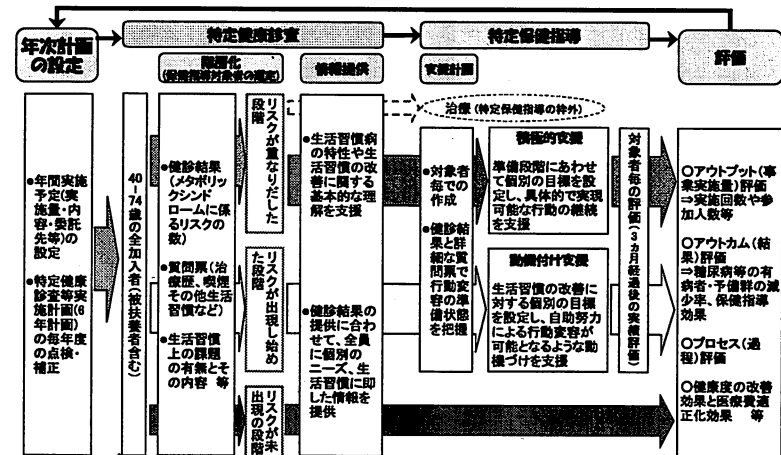 年次計画
の設定
特定健康診査
階層化
(保健指導対象者の選定)
情報提供
特定保健指導
支援計画
評価
治療(特定保健指導の枠外)
●年間実施
予定(実
施量・内
容・委託
先等)の
設定
●特定健康
診査等実
施計画(6
年計画)
の毎年度
の点検・
補正
40-74歳の全加入者(被扶養者含む)
●健診結果
(メタボリッ
クシンド
ロームに係
るリスクの
数)
●質問票(治
療歴、喫煙
その他生活
習慣など)
●生活習慣
上の課題
の有無とそ
の内容 等
リスクが重なりだした
段階
リスクが出現し始め
た段階
リスクが未
出現の段階
●生活習慣病
の特性や生
活習慣の改
善に関する
基本的な理
解を支援
●健診結果の
提供に合わ
せて、全員
に個別の
ニーズ、生
活習慣に即
した情報を
提供
●対象者
毎での
作成
●健診結
果と詳
細な質
問票で
行動変
容の準
備状態
を把握
積極的支援
準備段階にあわせ
て個別の目標を設
定し、具体的で実現
可能な行動の継続を
支援
動機付け支援
生活習慣の改善に
対する個別の目標
を設定し、自助努力
による行動変容が
可能となるような動
機づけを支援
対象者毎の評価(3ヵ月経過後の実績評価)
○アウトプット(事
業実施量)評価
⇒実施回数や参
加人数等
○アウトカム(結
果)評価
⇒糖尿病等の有
病者・予備群の減
少率、保健指導
効果
○プロセス(過
程)評価
○健康度の改善
効果と医療費適
正化効果 等